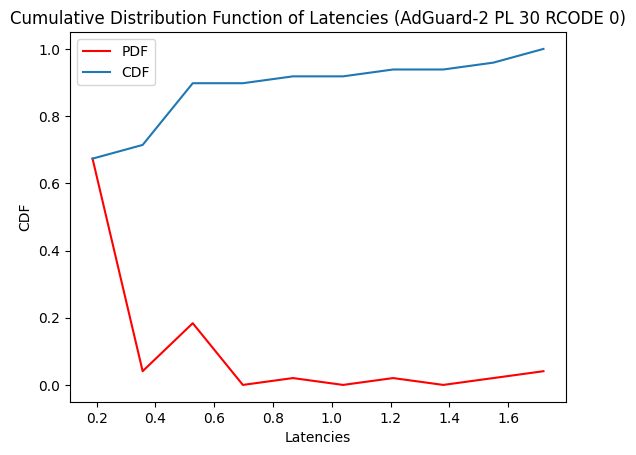 Cumulative Distribution Function of Latencies (AdGuard-2 PL 30 RCODE 0)
PDF
CDF
1.0
0.8
0.6
0.4
0.2
0.0
CDF
0.2 0.4 0.6 0.8 1.0 1.2 1.4 1.6
Latencies